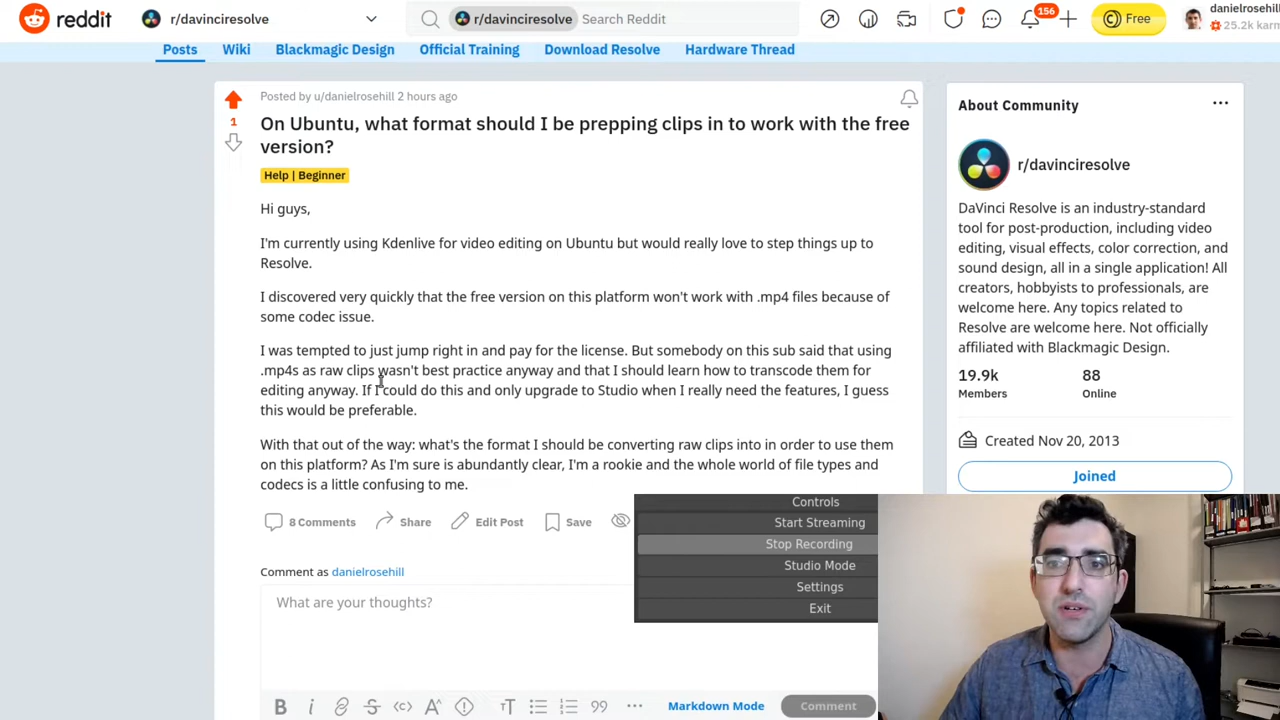 reddit
r/davinciresolve
r/davinciresolve
Search Reddit
156
Free
danielrosehill
25.2k karm
Posts
Wiki
Blackmagic Design
Official Training
Download Resolve
Hardware Thread
Posted by u/danielrosehill 2 hours ago
1
On Ubuntu, what format should I be prepping clips in to work with the free
version?
Help | Beginner
Hi guys,
I'm currently using Kdenlive for video editing on Ubuntu but would really love to step things up to
Resolve.
I discovered very quickly that the free version on this platform won't work with .mp4 files because of
some codec issue.
I was tempted to just jump right in and pay for the license. But somebody on this sub said that using
.mp4s as raw clips wasn't best practice anyway and that I should learn how to transcode them for
editing anyway. If I could do this and only upgrade to Studio when I really need the features, I guess
this would be preferable.
With that out of the way: what's the format I should be converting raw clips into in order to use them
on this platform? As I'm sure is abundantly clear, I'm a rookie and the whole world of file types and
codecs is a little confusing to me.
8 Comments
Share
Edit Post
Save
Comment as danielrosehill
What are your thoughts?
Markdown Mode
Comment
About Community
r/davinciresolve
DaVinci Resolve is an industry-standard
tool for post-production, including video
editing, visual effects, color correction, and
sound design, all in a single application! All
creators, hobbyists to professionals, are
welcome here. Any topics related to
Resolve are welcome here. Not officially
affiliated with Blackmagic Design.
19.9k
88
Members
Online
Created Nov 20, 2013
Joined
Controls
Start Streaming
Stop Recording
Studio Mode
Settings
Exit